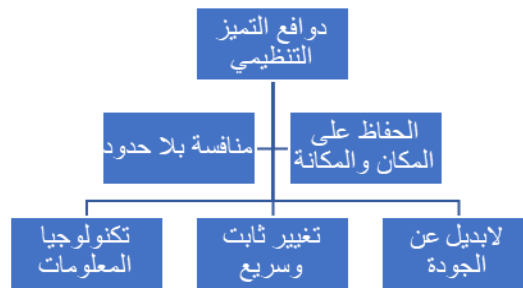 دوافع التميز
التنظيمي
الحفاظ على
المكان والمكانة
منافسة بلا حدود
لابديل عن
الجودة
تغيير ثابت
وسريع
تكنولوجيا
المعلومات